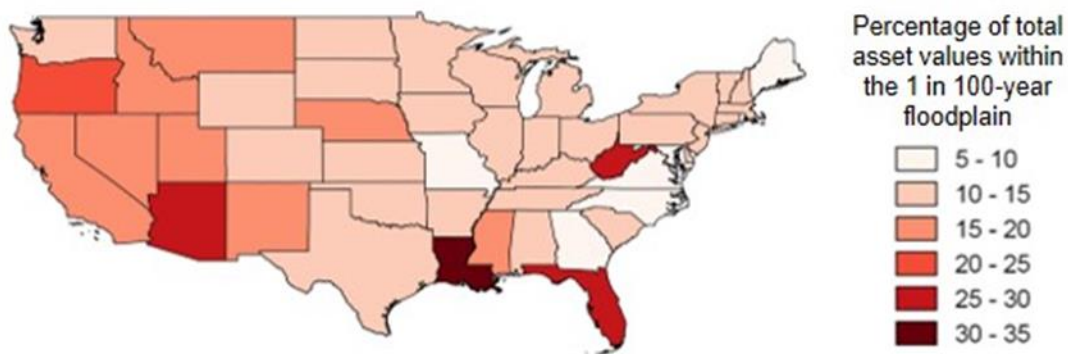 Percentage of total
asset values within
the 1 in 100-year
floodplain
5 - 10
10 - 15
15 - 20
20 - 25
25 - 30
30 - 35